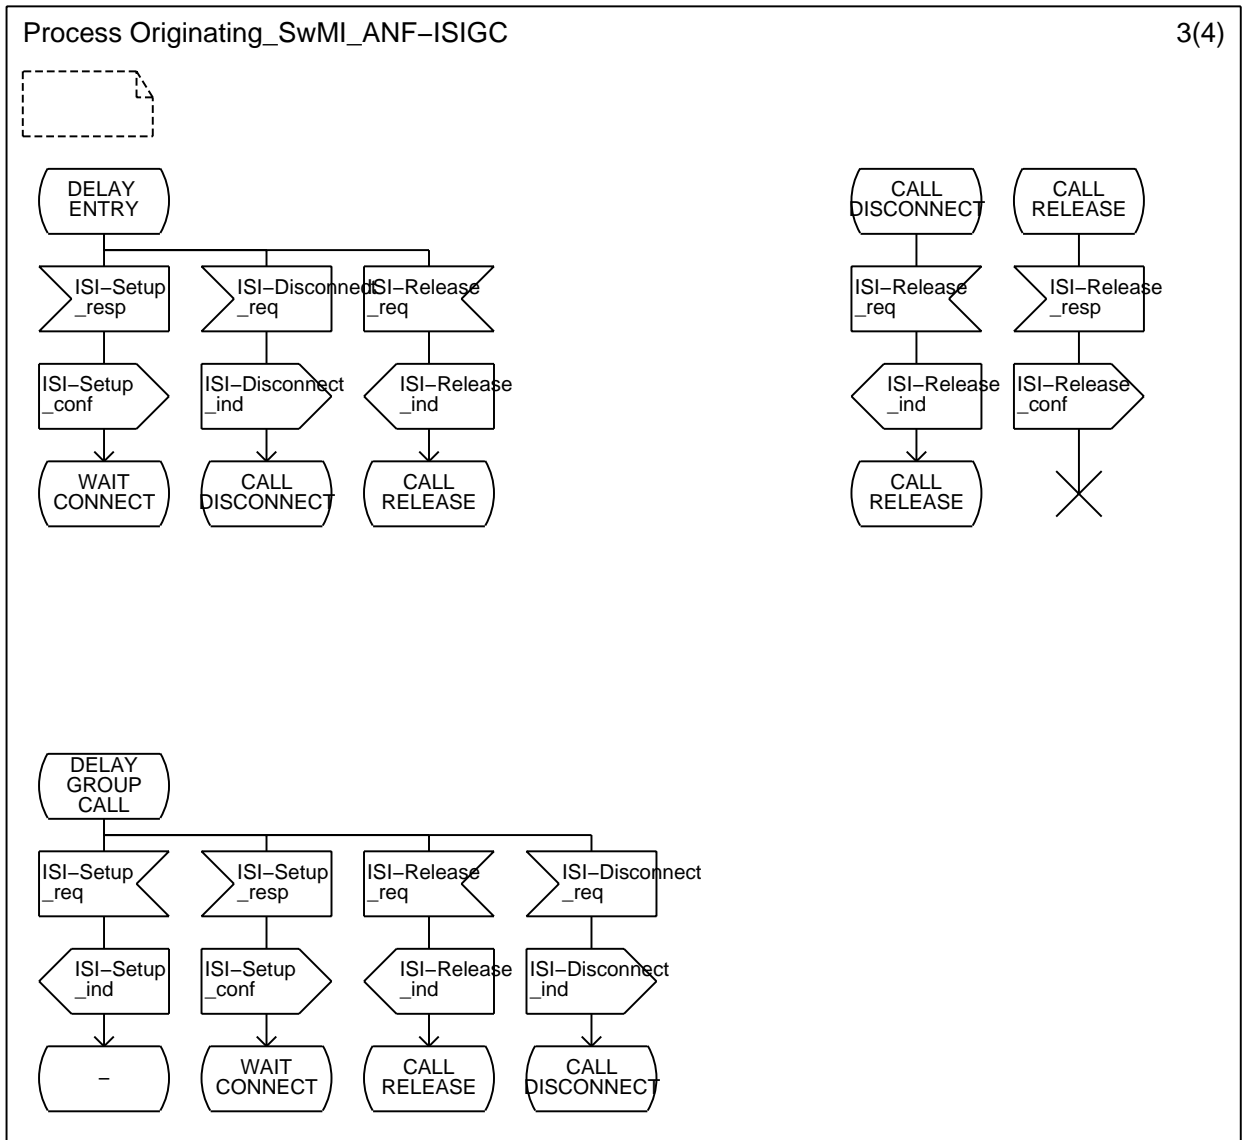 Process Originating_SwMI_ANF−ISIGC
3(4)
DELAY
ENTRY
CALL
DISCONNECT
CALL
RELEASE
ISI−Setup
_resp
ISI−Disconnect
_req
ISI−Release
_req
ISI−Release
_req
ISI−Release
_resp
ISI−Setup
_conf
ISI−Disconnect
_ind
ISI−Release
_ind
ISI−Release
_ind
ISI−Release
_conf
WAIT
CONNECT
CALL
DISCONNECT
CALL
RELEASE
CALL
RELEASE
DELAY
GROUP
CALL
ISI−Setup
_req
ISI−Setup
_resp
ISI−Release
_req
ISI−Disconnect
_req
ISI−Setup
_ind
ISI−Setup
_conf
ISI−Release
_ind
ISI−Disconnect
_ind
−
WAIT
CONNECT
CALL
RELEASE
CALL
DISCONNECT